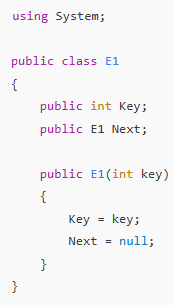 using System;

public class E1
{
    public int Key;
    public E1 Next;

    public E1(int key)
    {
        Key = key;
        Next = null;
    }
}